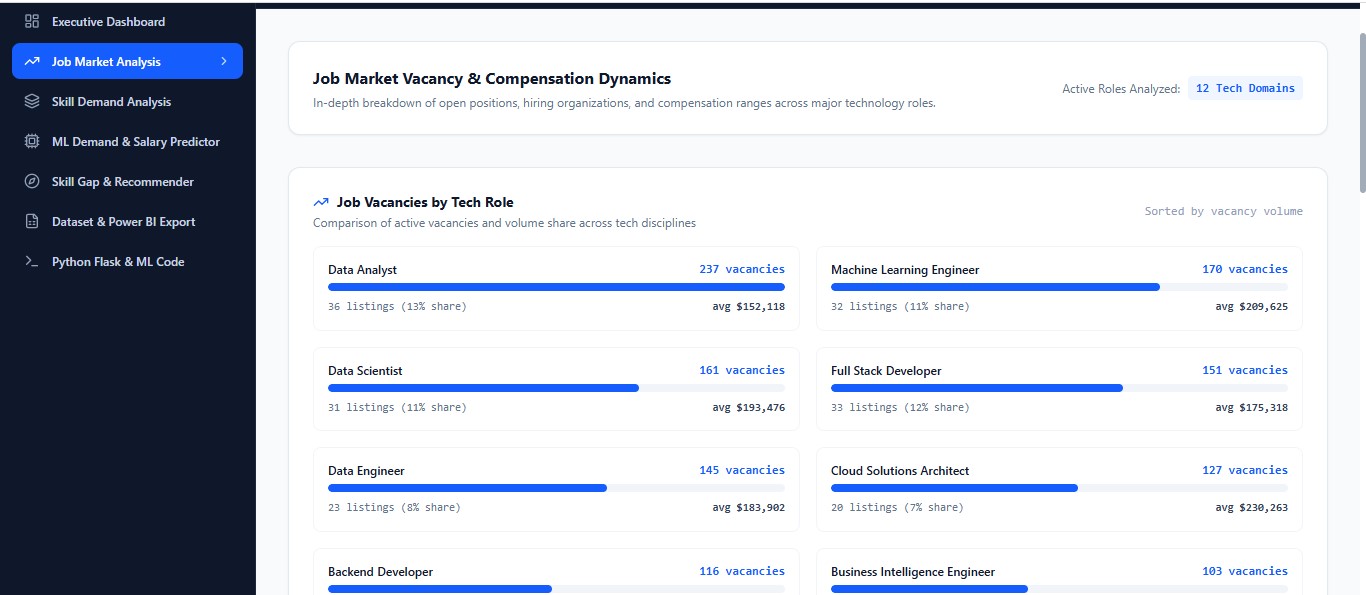 Executive Dashboard
Job Market Analysis
Skill Demand Analysis
ML Demand & Salary Predictor
Skill Gap & Recommender
Dataset & Power BI Export
Python Flask & ML Code
Job Market Vacancy & Compensation Dynamics
In-depth breakdown of open positions, hiring organizations, and compensation ranges across major technology roles.
Active Roles Analyzed: 12 Tech Domains
Job Vacancies by Tech Role
Comparison of active vacancies and volume share across tech disciplines
Sorted by vacancy volume
Data Analyst 237 vacancies
36 listings (13% share) avg $152,118
Machine Learning Engineer 170 vacancies
32 listings (11% share) avg $209,625
Data Scientist 161 vacancies
31 listings (11% share) avg $193,476
Full Stack Developer 151 vacancies
33 listings (12% share) avg $175,318
Data Engineer 145 vacancies
23 listings (8% share) avg $183,902
Cloud Solutions Architect 127 vacancies
20 listings (7% share) avg $230,263
Backend Developer 116 vacancies
Business Intelligence Engineer 103 vacancies